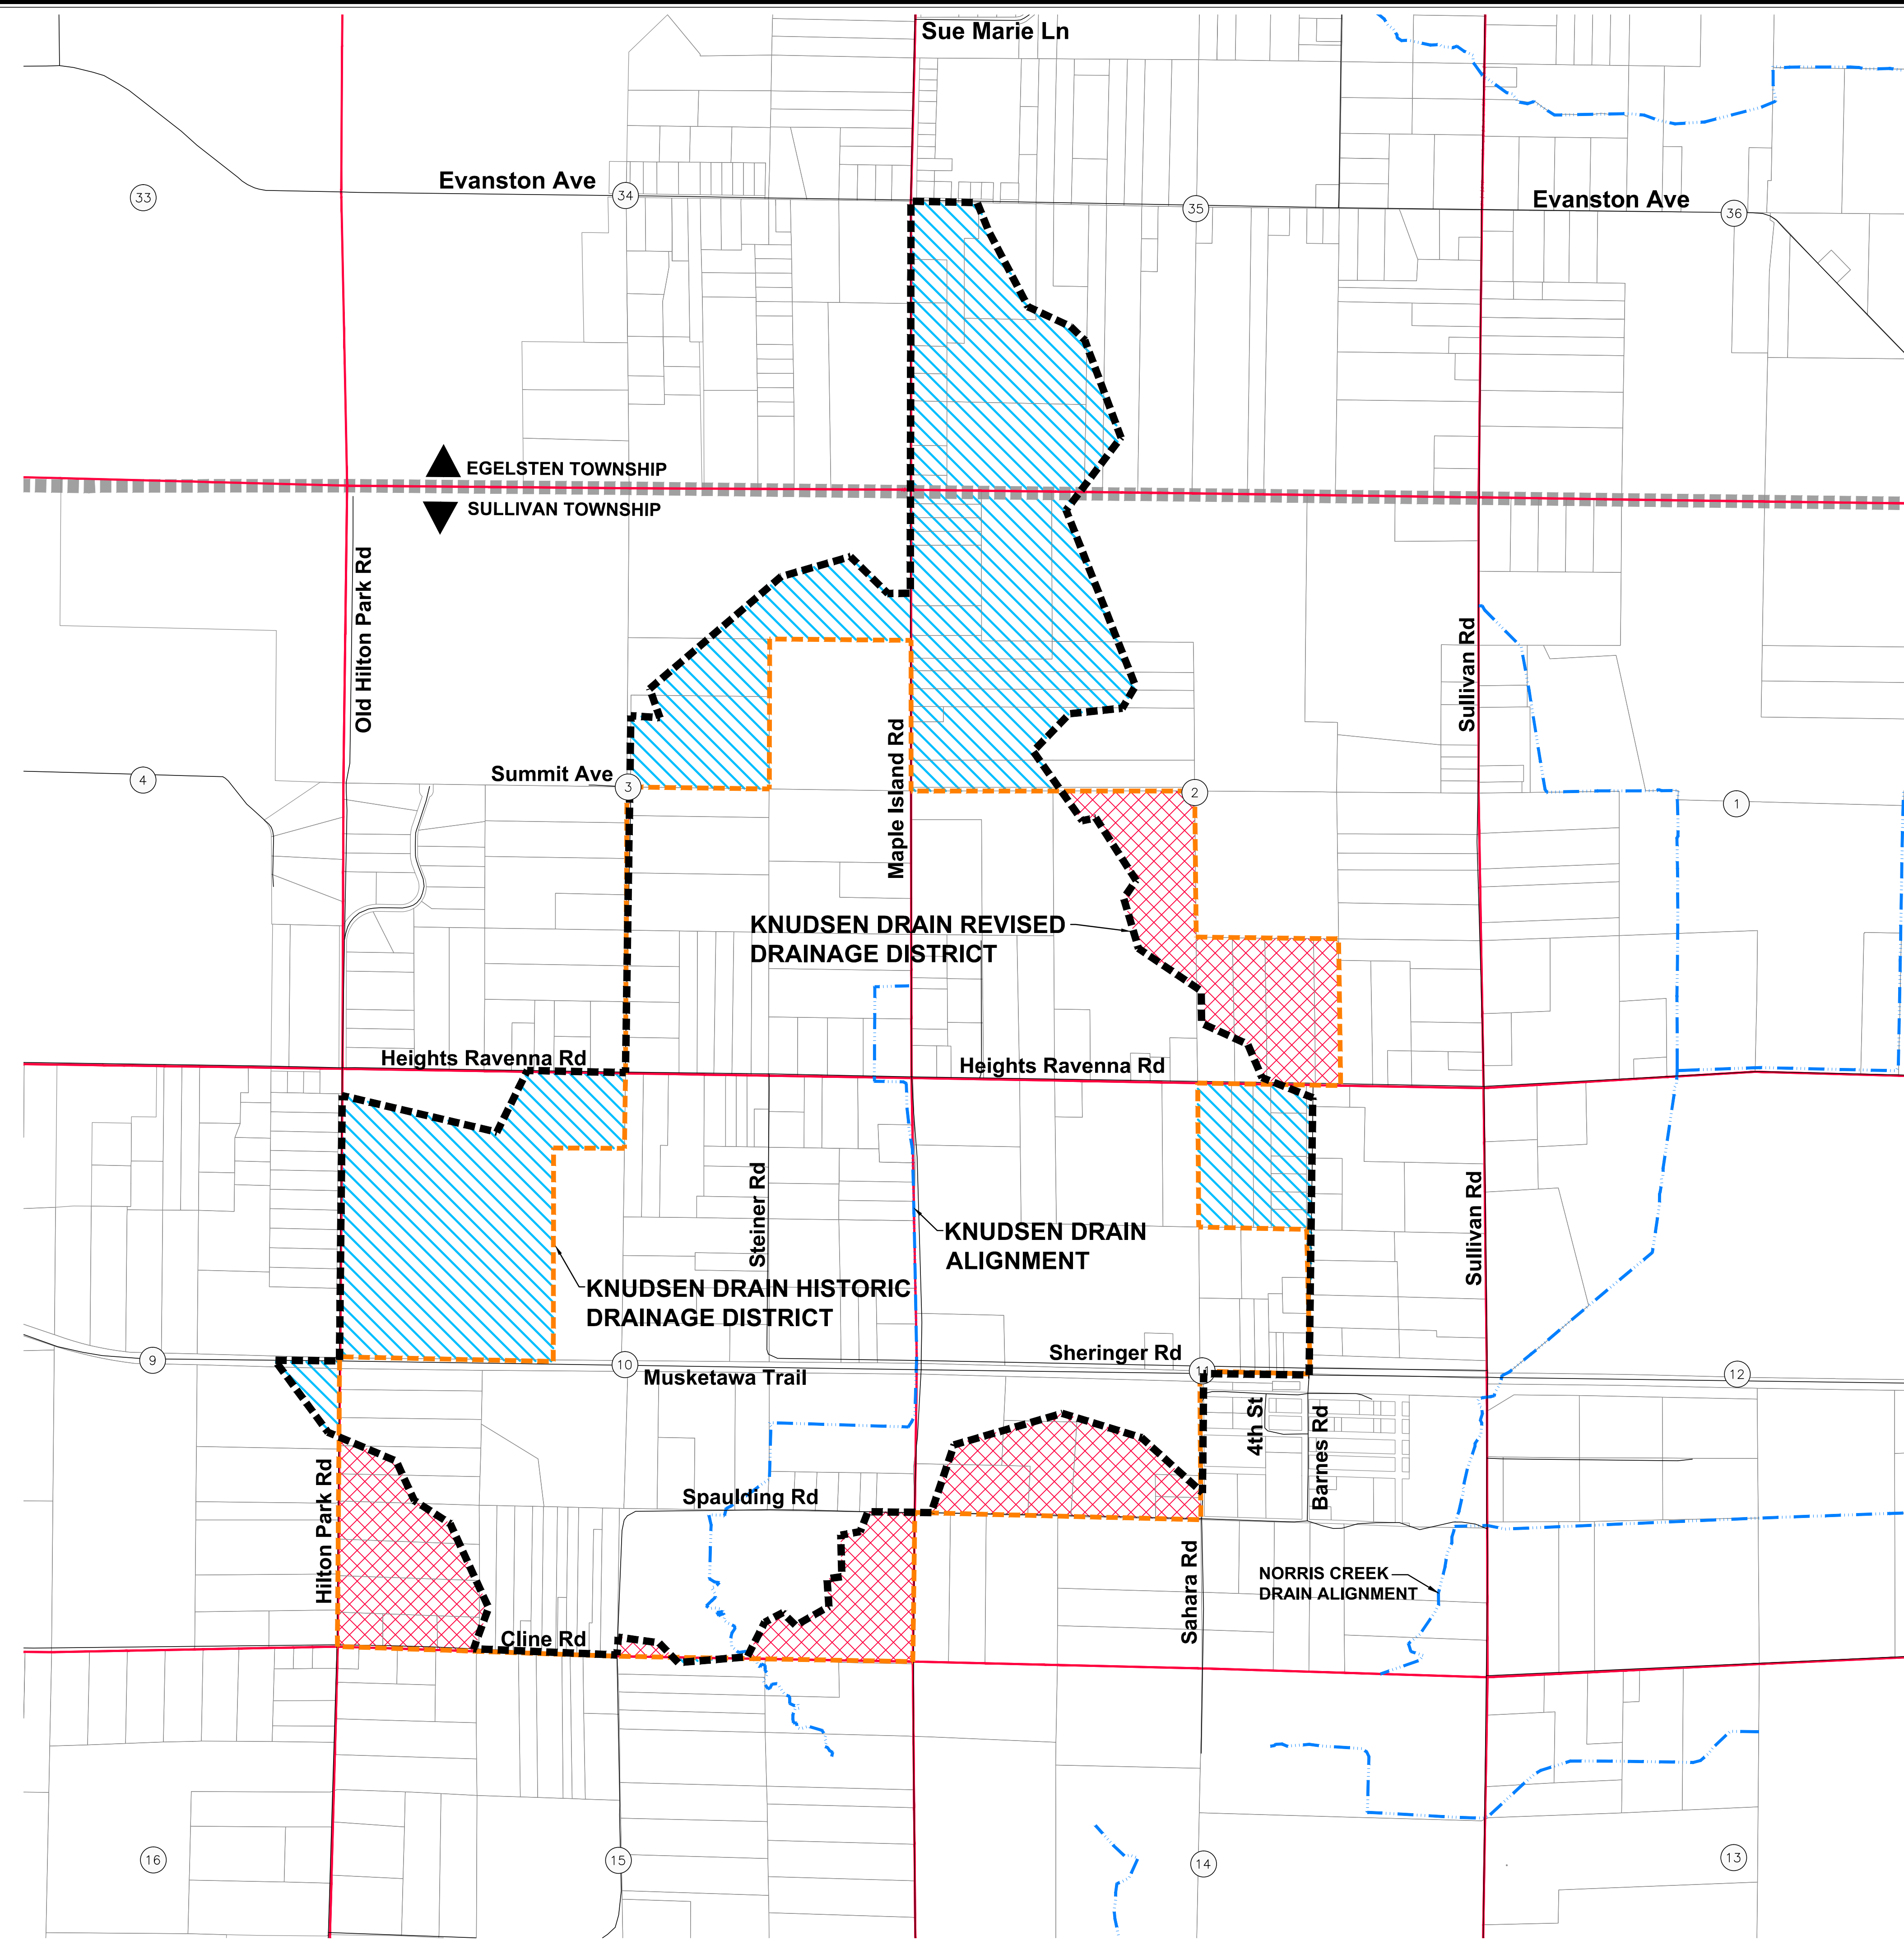 Sue Marie Ln
Evanston Ave
34
33
35
Evanston Ave
36
EGELSTEN TOWNSHIP
SULLIVAN TOWNSHIP
Old Hilton Park Rd
Sullivan Rd
Maple Island Rd
Summit Ave
4
3
2
1
KNUDSEN DRAIN REVISED
DRAINAGE DISTRICT
Heights Ravenna Rd
Heights Ravenna Rd
Steiner Rd
Sullivan Rd
KNUDSEN DRAIN
ALIGNMENT
KNUDSEN DRAIN HISTORIC
DRAINAGE DISTRICT
Sheringer Rd
9
10
11
12
Musketawa Trail
4th St
Barnes Rd
Hilton Park Rd
Spaulding Rd
Sahara Rd
NORRIS CREEK
DRAIN ALIGNMENT
Cline Rd
16
15
14
13